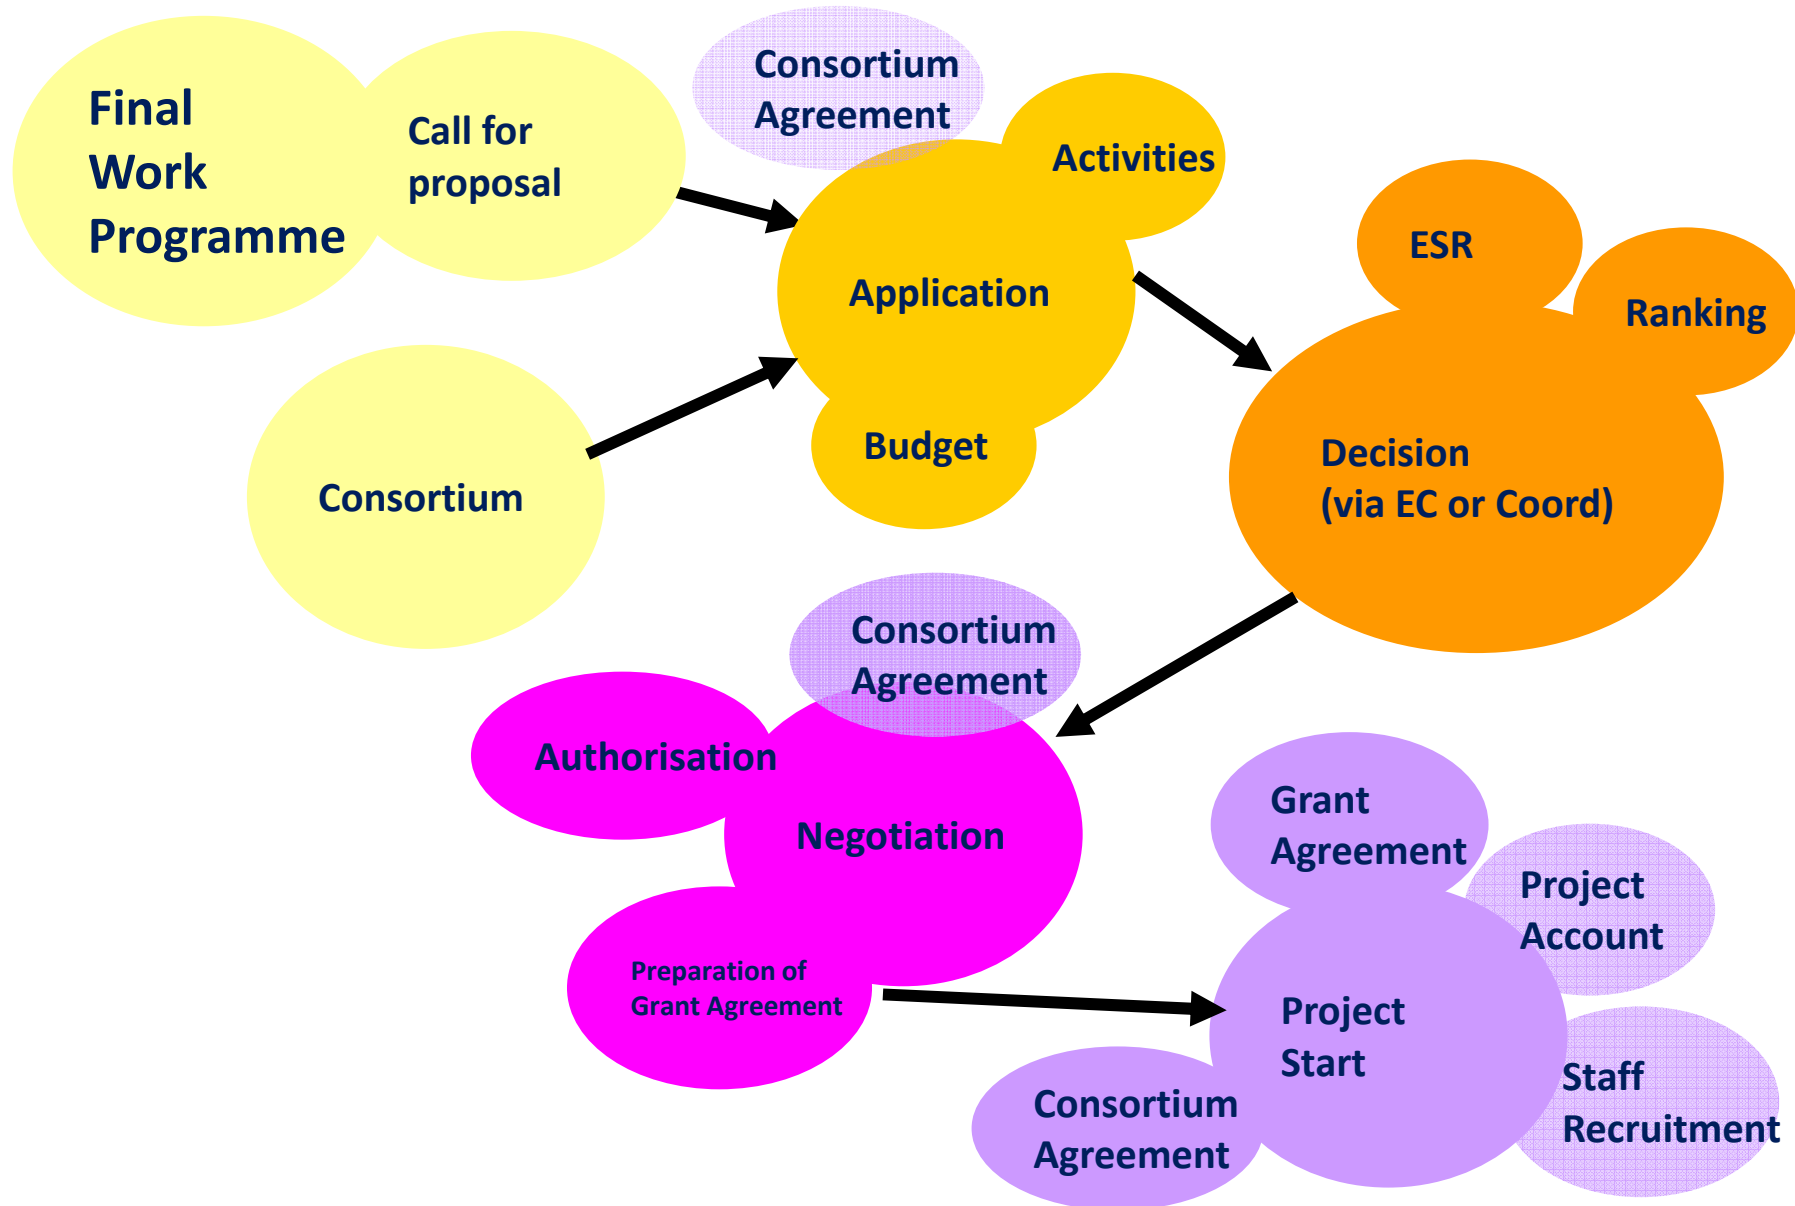 Final
Work
Programme
Call for
proposal
Consortium
Agreement
Activities
Application
Budget
Consortium
ESR
Ranking
Decision
(via EC or Coord)
Consortium
Agreement
Authorisation
Negotiation
Preparation of
Grant Agreement
Grant
Agreement
Project
Account
Project
Start
Consortium
Agreement
Staff
Recruitment